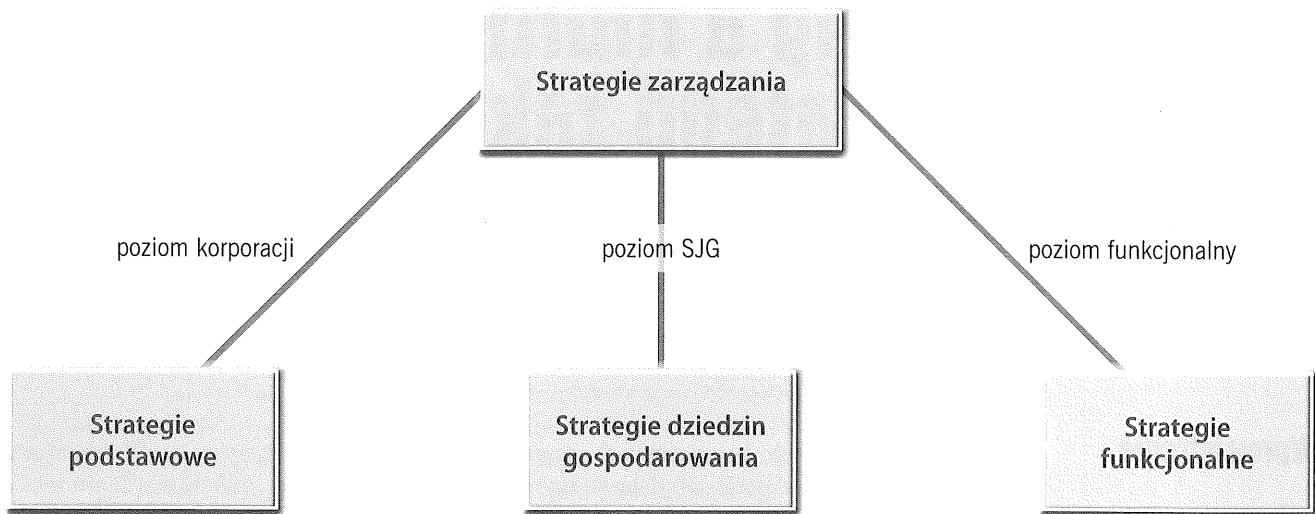 Strategie zarządzania
poziom korporacji
poziom SJG
poziom funkcjonalny
Strategie
podstawowe
Strategie dziedzin
gospodarowania
Strategie
funkcjonalne